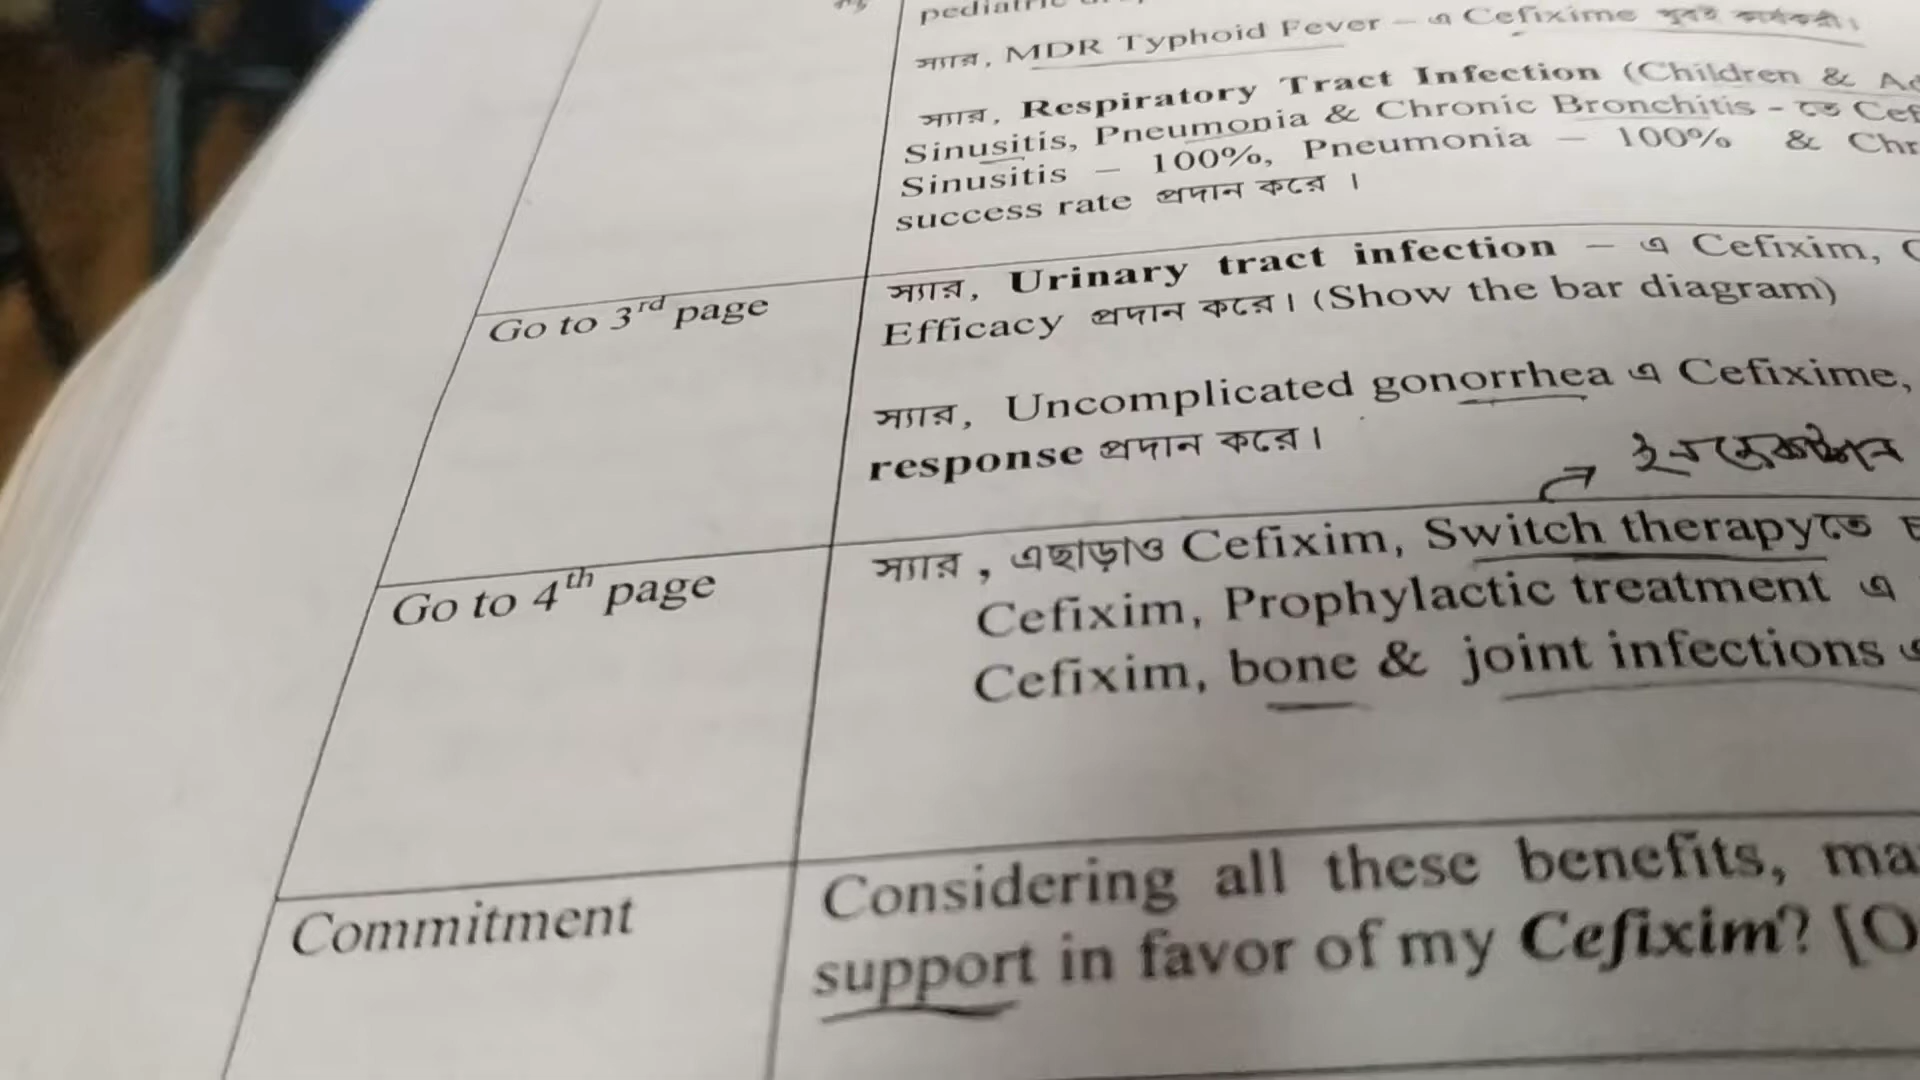 pediatric
স্যার, MDR Typhoid Fever – এ Cefixime খুবই কার্যকরী।
স্যার, Respiratory Tract Infection (Children & Ad
Sinusitis, Pneumonia & Chronic Bronchitis - তে Cef
Sinusitis – 100%, Pneumonia – 100% & Chr
success rate প্রদান করে ।
Go to 3rd page
স্যার, Urinary tract infection – এ Cefixim, C
Efficacy প্রদান করে। (Show the bar diagram)
স্যার, Uncomplicated gonorrhea এ Cefixime,
response প্রদান করে।
Go to 4th page
স্যার , এছাড়াও Cefixim, Switch therapyতে
Cefixim, Prophylactic treatment এ
Cefixim, bone & joint infections এ
Commitment
Considering all these benefits, ma
support in favor of my Cefixim? [O